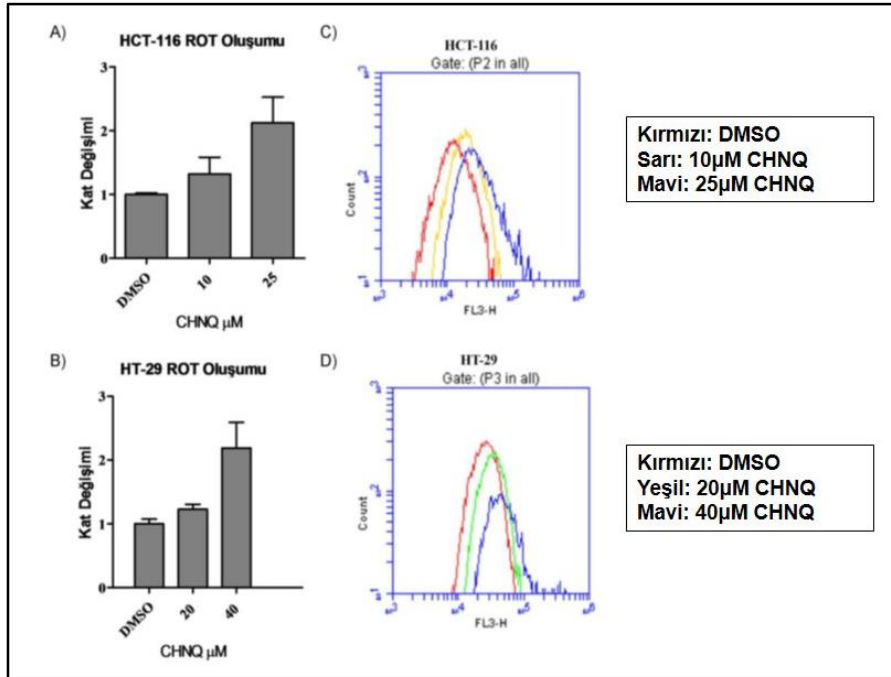 A)
HCT-116 ROT Oluşumu
Kat Değişimi
3
2
1
0
DMSO
10
25
CHNQ µM
C)
HCT-116
Gate: (P2 in all)
Count
FL3-H
Kırmızı: DMSO
Sarı: 10µM CHNQ
Mavi: 25µM CHNQ
B)
HT-29 ROT Oluşumu
Kat Değişimi
3
2
1
0
DMSO
20
40
CHNQ µM
D)
HT-29
Gate: (P3 in all)
Count
FL3-H
Kırmızı: DMSO
Yeşil: 20µM CHNQ
Mavi: 40µM CHNQ